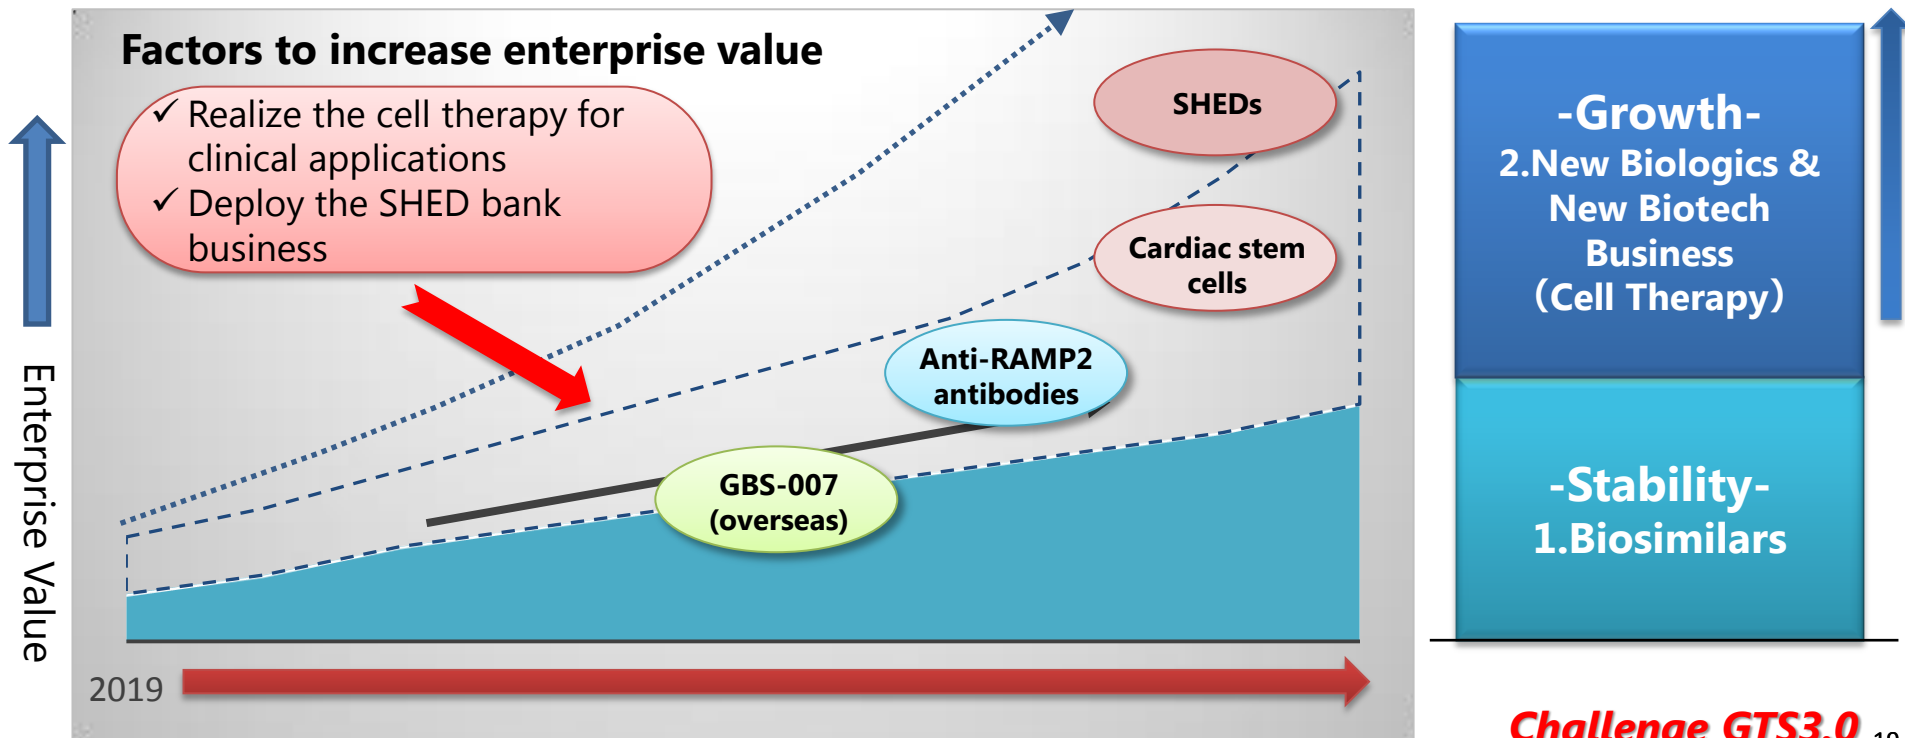 Factors to increase enterprise value
✓ Realize the cell therapy for
clinical applications
✓ Deploy the SHED bank
business
Enterprise Value
SHEDs
Cardiac stem
cells
Anti-RAMP2
antibodies
GBS-007
(overseas)
2019
-Growth-
2.New Biologics &
New Biotech
Business
（Cell Therapy）
-Stability-
1.Biosimilars
Challenge GTS3.0